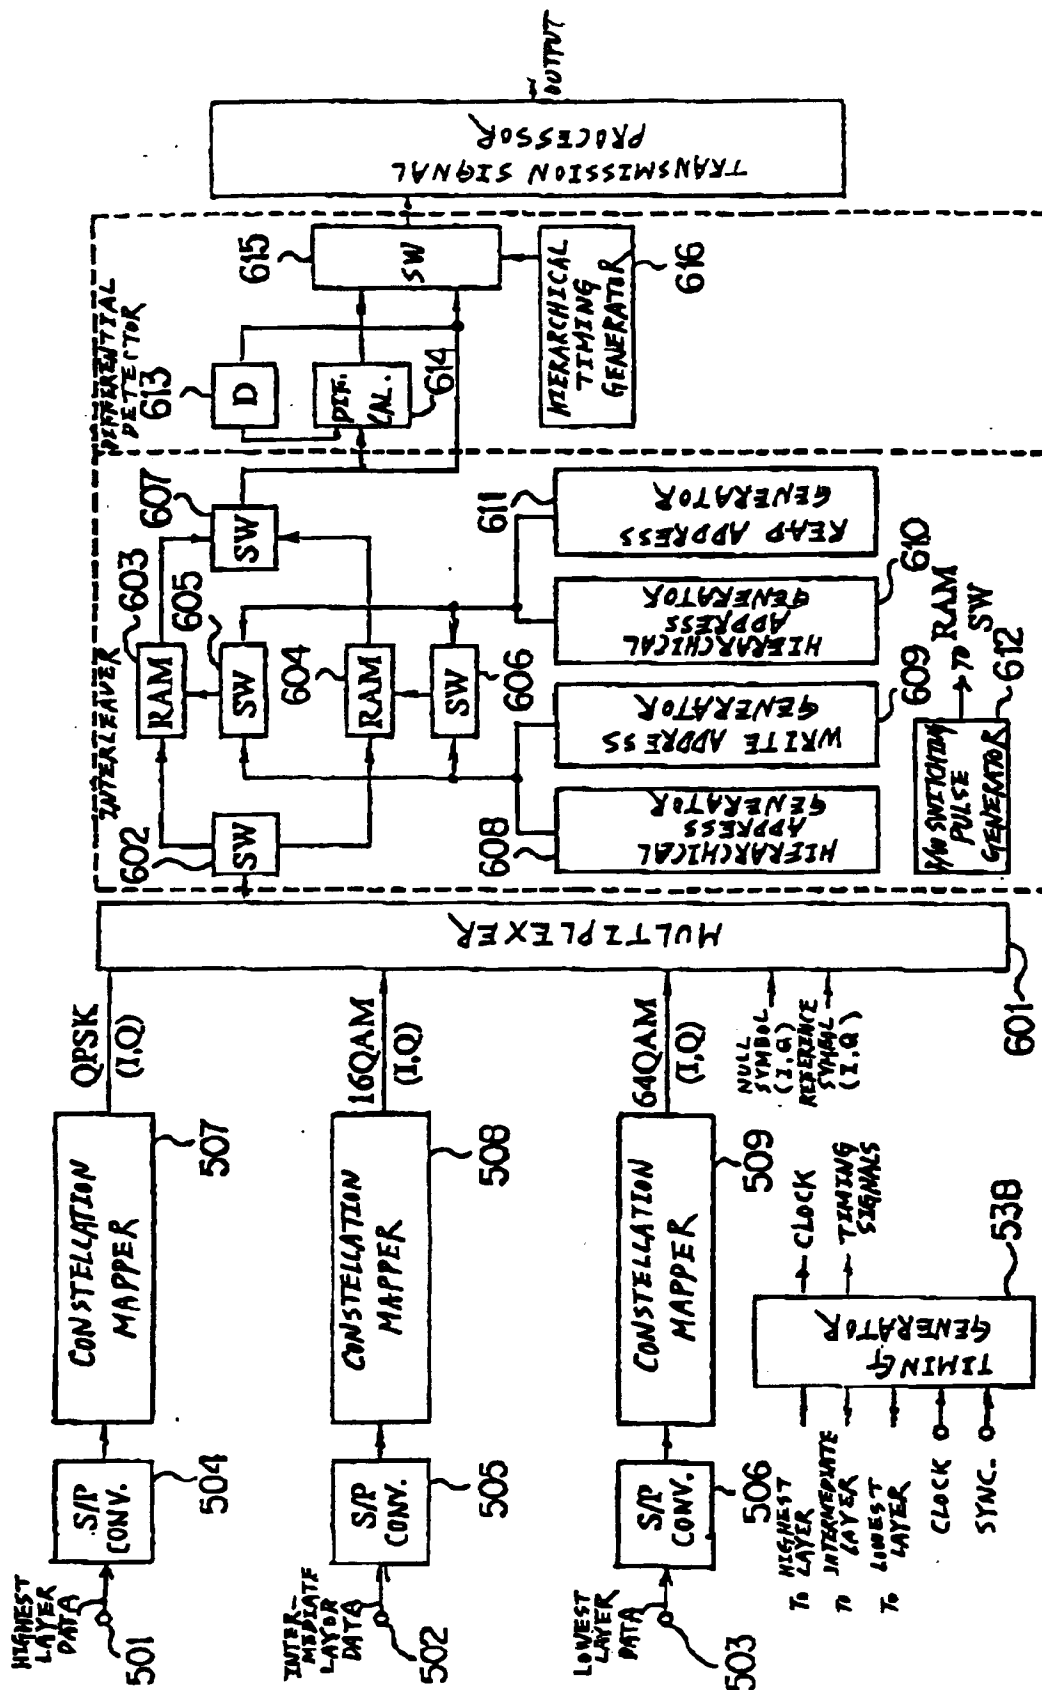 HIGHEST
LAYER
DATA
501
S/P
CONV.
504
CONSTELLATION
MAPPER
507
QPSK
(I,Q)
INTER-
MEDIATE
LAYOR
DATA
502
S/P
CONV.
505
CONSTELLATION
MAPPER
508
16QAM
(I,Q)
LOWEST
LAYER
DATA
503
S/P
CONV.
506
CONSTELLATION
MAPPER
509
64QAM
(I,Q)
NULL
SYMBOL
(I,Q)
REFERENCE
SYMBOL
(I,Q)
TO HIGHEST
LAYER
TO INTERMEDIATE
LAYER
TO LOWEST
LAYER
CLOCK
SYNC.
TIMING
GENERATOR
538
CLOCK
TIMING
SIGNALS
MULTIPLEXER
601
INTERLEAVER
602
SW
603
RAM
605
SW
604
RAM
606
SW
607
SW
608
HIERARCHICAL
ADDRESS
GENERATOR
WRITE ADDRESS
GENERATOR
609
HIERARCHICAL
ADDRESS
GENERATOR
610
611
READ ADDRESS
GENERATOR
SWITCHING
PULSE
GENERATOR
612
TO RAM
SW
DIFFERENTIAL
DETECTOR
613
D
DIF.
CAL.
614
615
SW
HIERARCHICAL
TIMING
GENERATOR
616
TRANSMISSION SIGNAL
PROCESSOR
OUTPUT